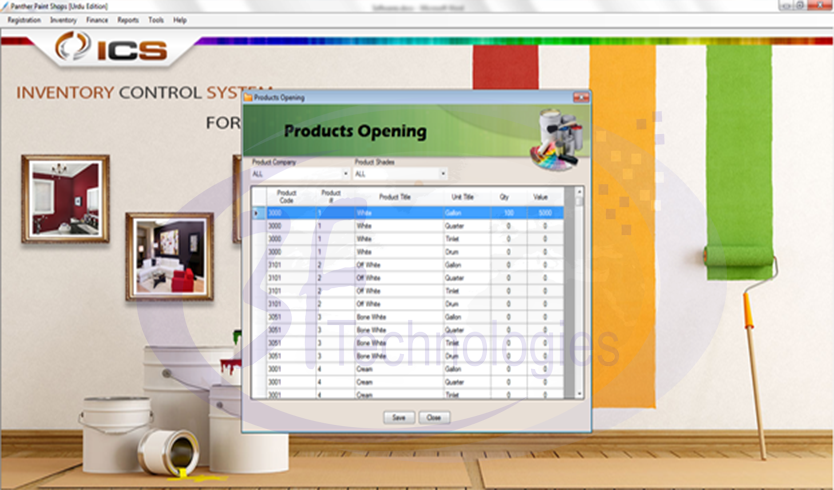 Panther Paint Shops [Urdu Edition]
Registration Inventory Finance Reports Tools Help
ICS
INVENTORY CONTROL SYSTEM
FOR
Products Opening
Products Opening
Product Company Product Shades
ALL ALL
Product Code Product # Product Title Unit Title Qty Value
3000 1 White Gallon 100 5000
3000 1 White Quarter 0 0
3000 1 White Tinlet 0 0
3000 1 White Drum 0 0
3101 2 Off White Gallon 0 0
3101 2 Off White Quarter 0 0
3101 2 Off White Tinlet 0 0
3101 2 Off White Drum 0 0
3051 3 Bone White Gallon 0 0
3051 3 Bone White Quarter 0 0
3051 3 Bone White Tinlet 0 0
3051 3 Bone White Drum 0 0
3001 4 Cream Gallon 0 0
3001 4 Cream Quarter 0 0
3001 4 Cream Tinlet 0 0
Save Close
3F Technologies